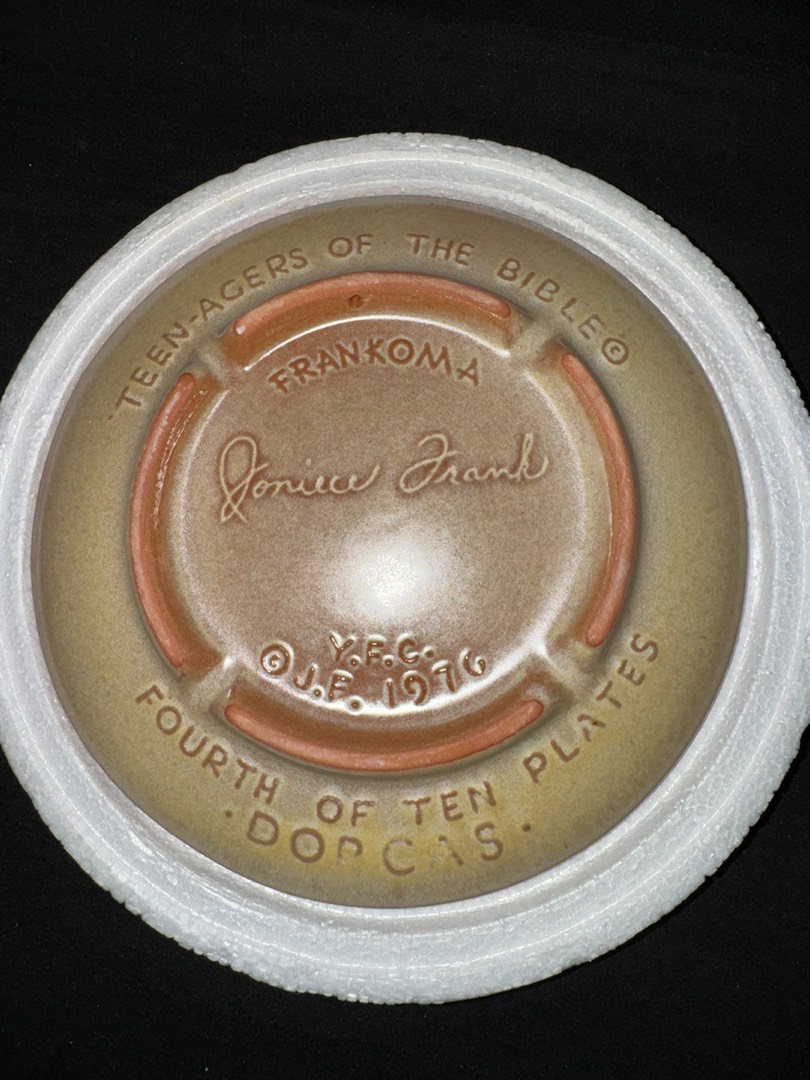 TEEN-AGERS OF THE BIBLE©
FRANKOMA
Joniece Frank
Y.F.C.
© J.F. 1976
FOURTH OF TEN PLATES
·DORCAS·